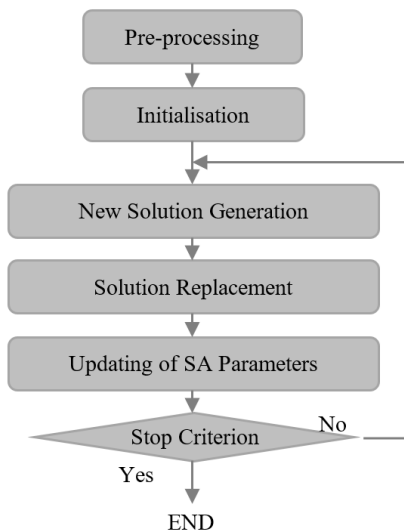 Pre-processing
Initialisation
New Solution Generation
Solution Replacement
Updating of SA Parameters
Stop Criterion
No
Yes
END